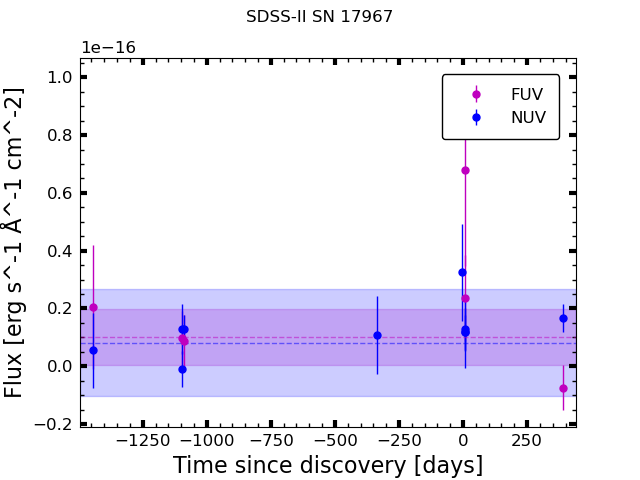 SDSS-II SN 17967
1e−16
Flux [erg s^-1 Å^-1 cm^-2]
1.0
0.8
0.6
0.4
0.2
0.0
−0.2
FUV
NUV
−1250 −1000 −750 −500 −250 0 250
Time since discovery [days]